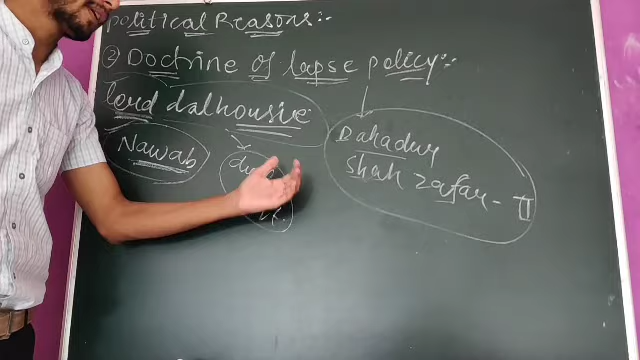 political Reasons:-
② Doctrine of lapse policy:-
lord dalhousie
Nawab
Bahadur
Shah Zafar- II